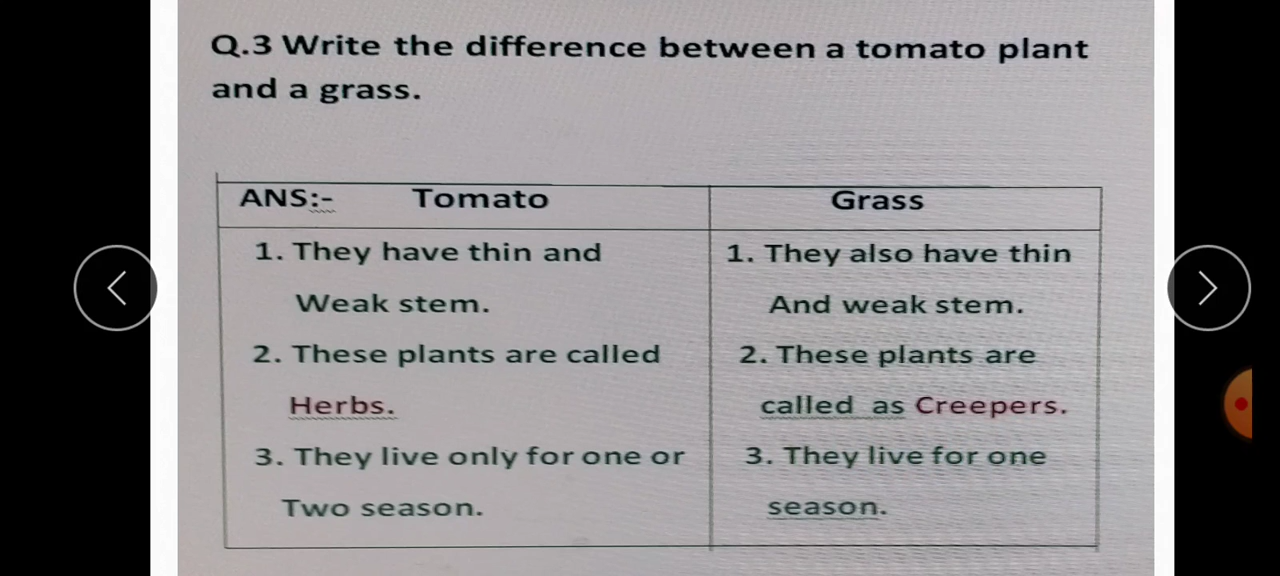 Q.3 Write the difference between a tomato plant
and a grass.
ANS:- Tomato
Grass
1. They have thin and
Weak stem.
2. These plants are called
Herbs.
3. They live only for one or
Two season.
1. They also have thin
And weak stem.
2. These plants are
called as Creepers.
3. They live for one
season.